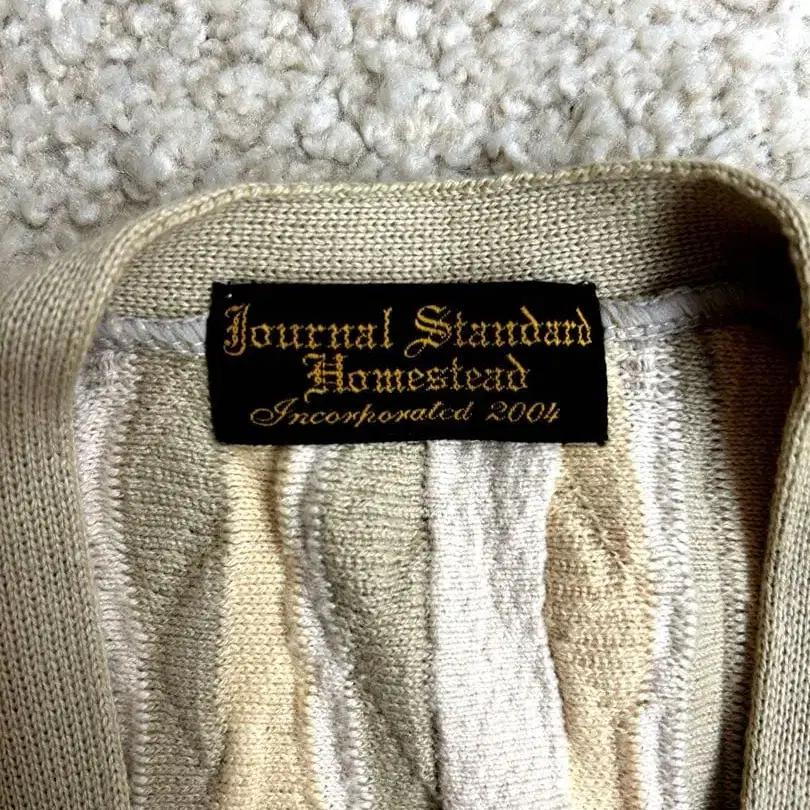 Journal Standard
Homestead
Incorporated 2004